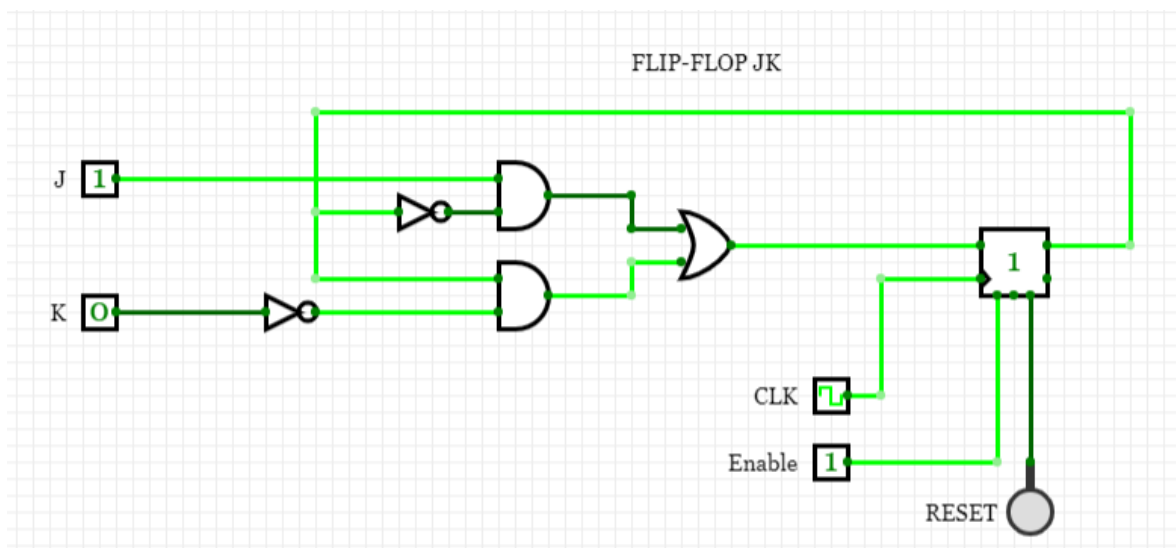 FLIP-FLOP JK
J 1
K 0
1
CLK
Enable 1
RESET